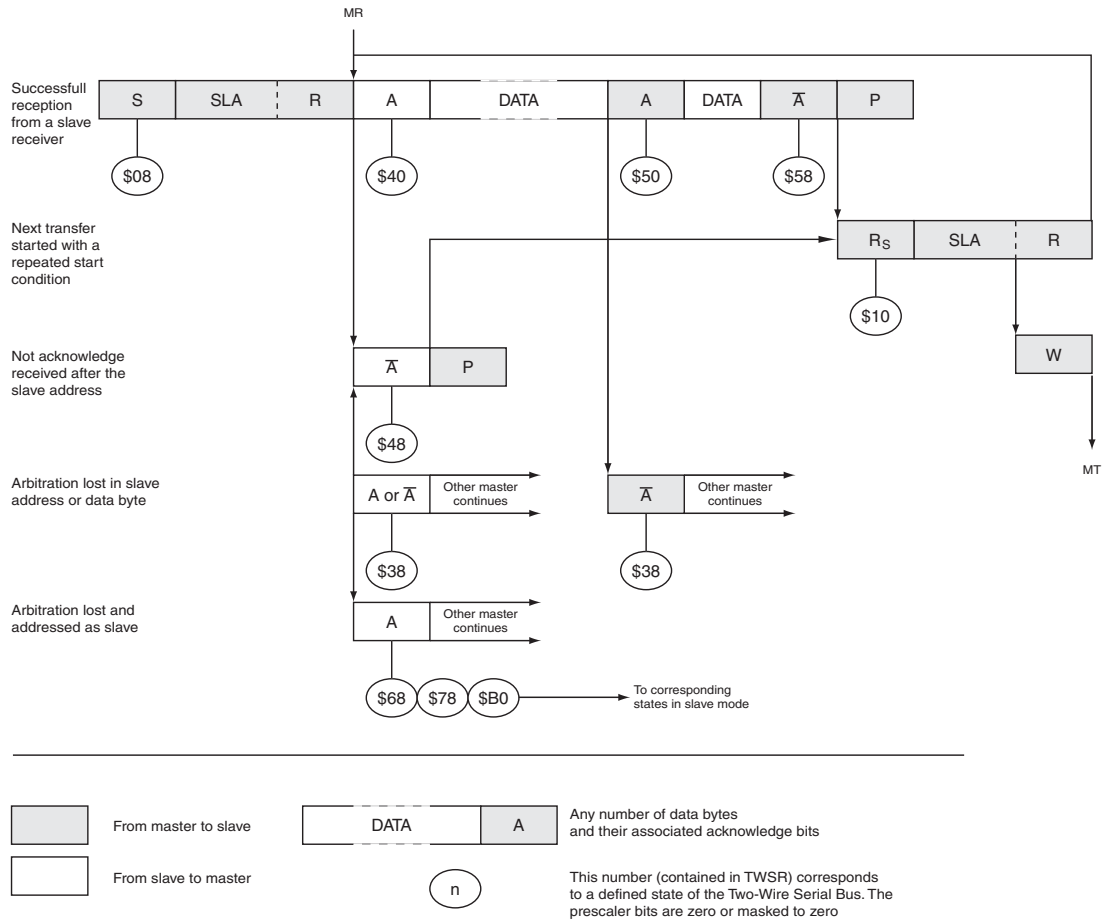 MR
Successfull
reception
from a slave
receiver
S SLA R A DATA A DATA A̅ P
$08 $40 $50 $58
Next transfer
started with a
repeated start
condition
RS SLA R
$10
W
MT
Not acknowledge
received after the
slave address
A̅ P
$48
Arbitration lost in slave
address or data byte
A or A̅ Other master
continues
A̅ Other master
continues
$38 $38
Arbitration lost and
addressed as slave
A Other master
continues
$68 $78 $B0
To corresponding
states in slave mode
From master to slave
From slave to master
DATA A
Any number of data bytes
and their associated acknowledge bits
n
This number (contained in TWSR) corresponds
to a defined state of the Two-Wire Serial Bus. The
prescaler bits are zero or masked to zero